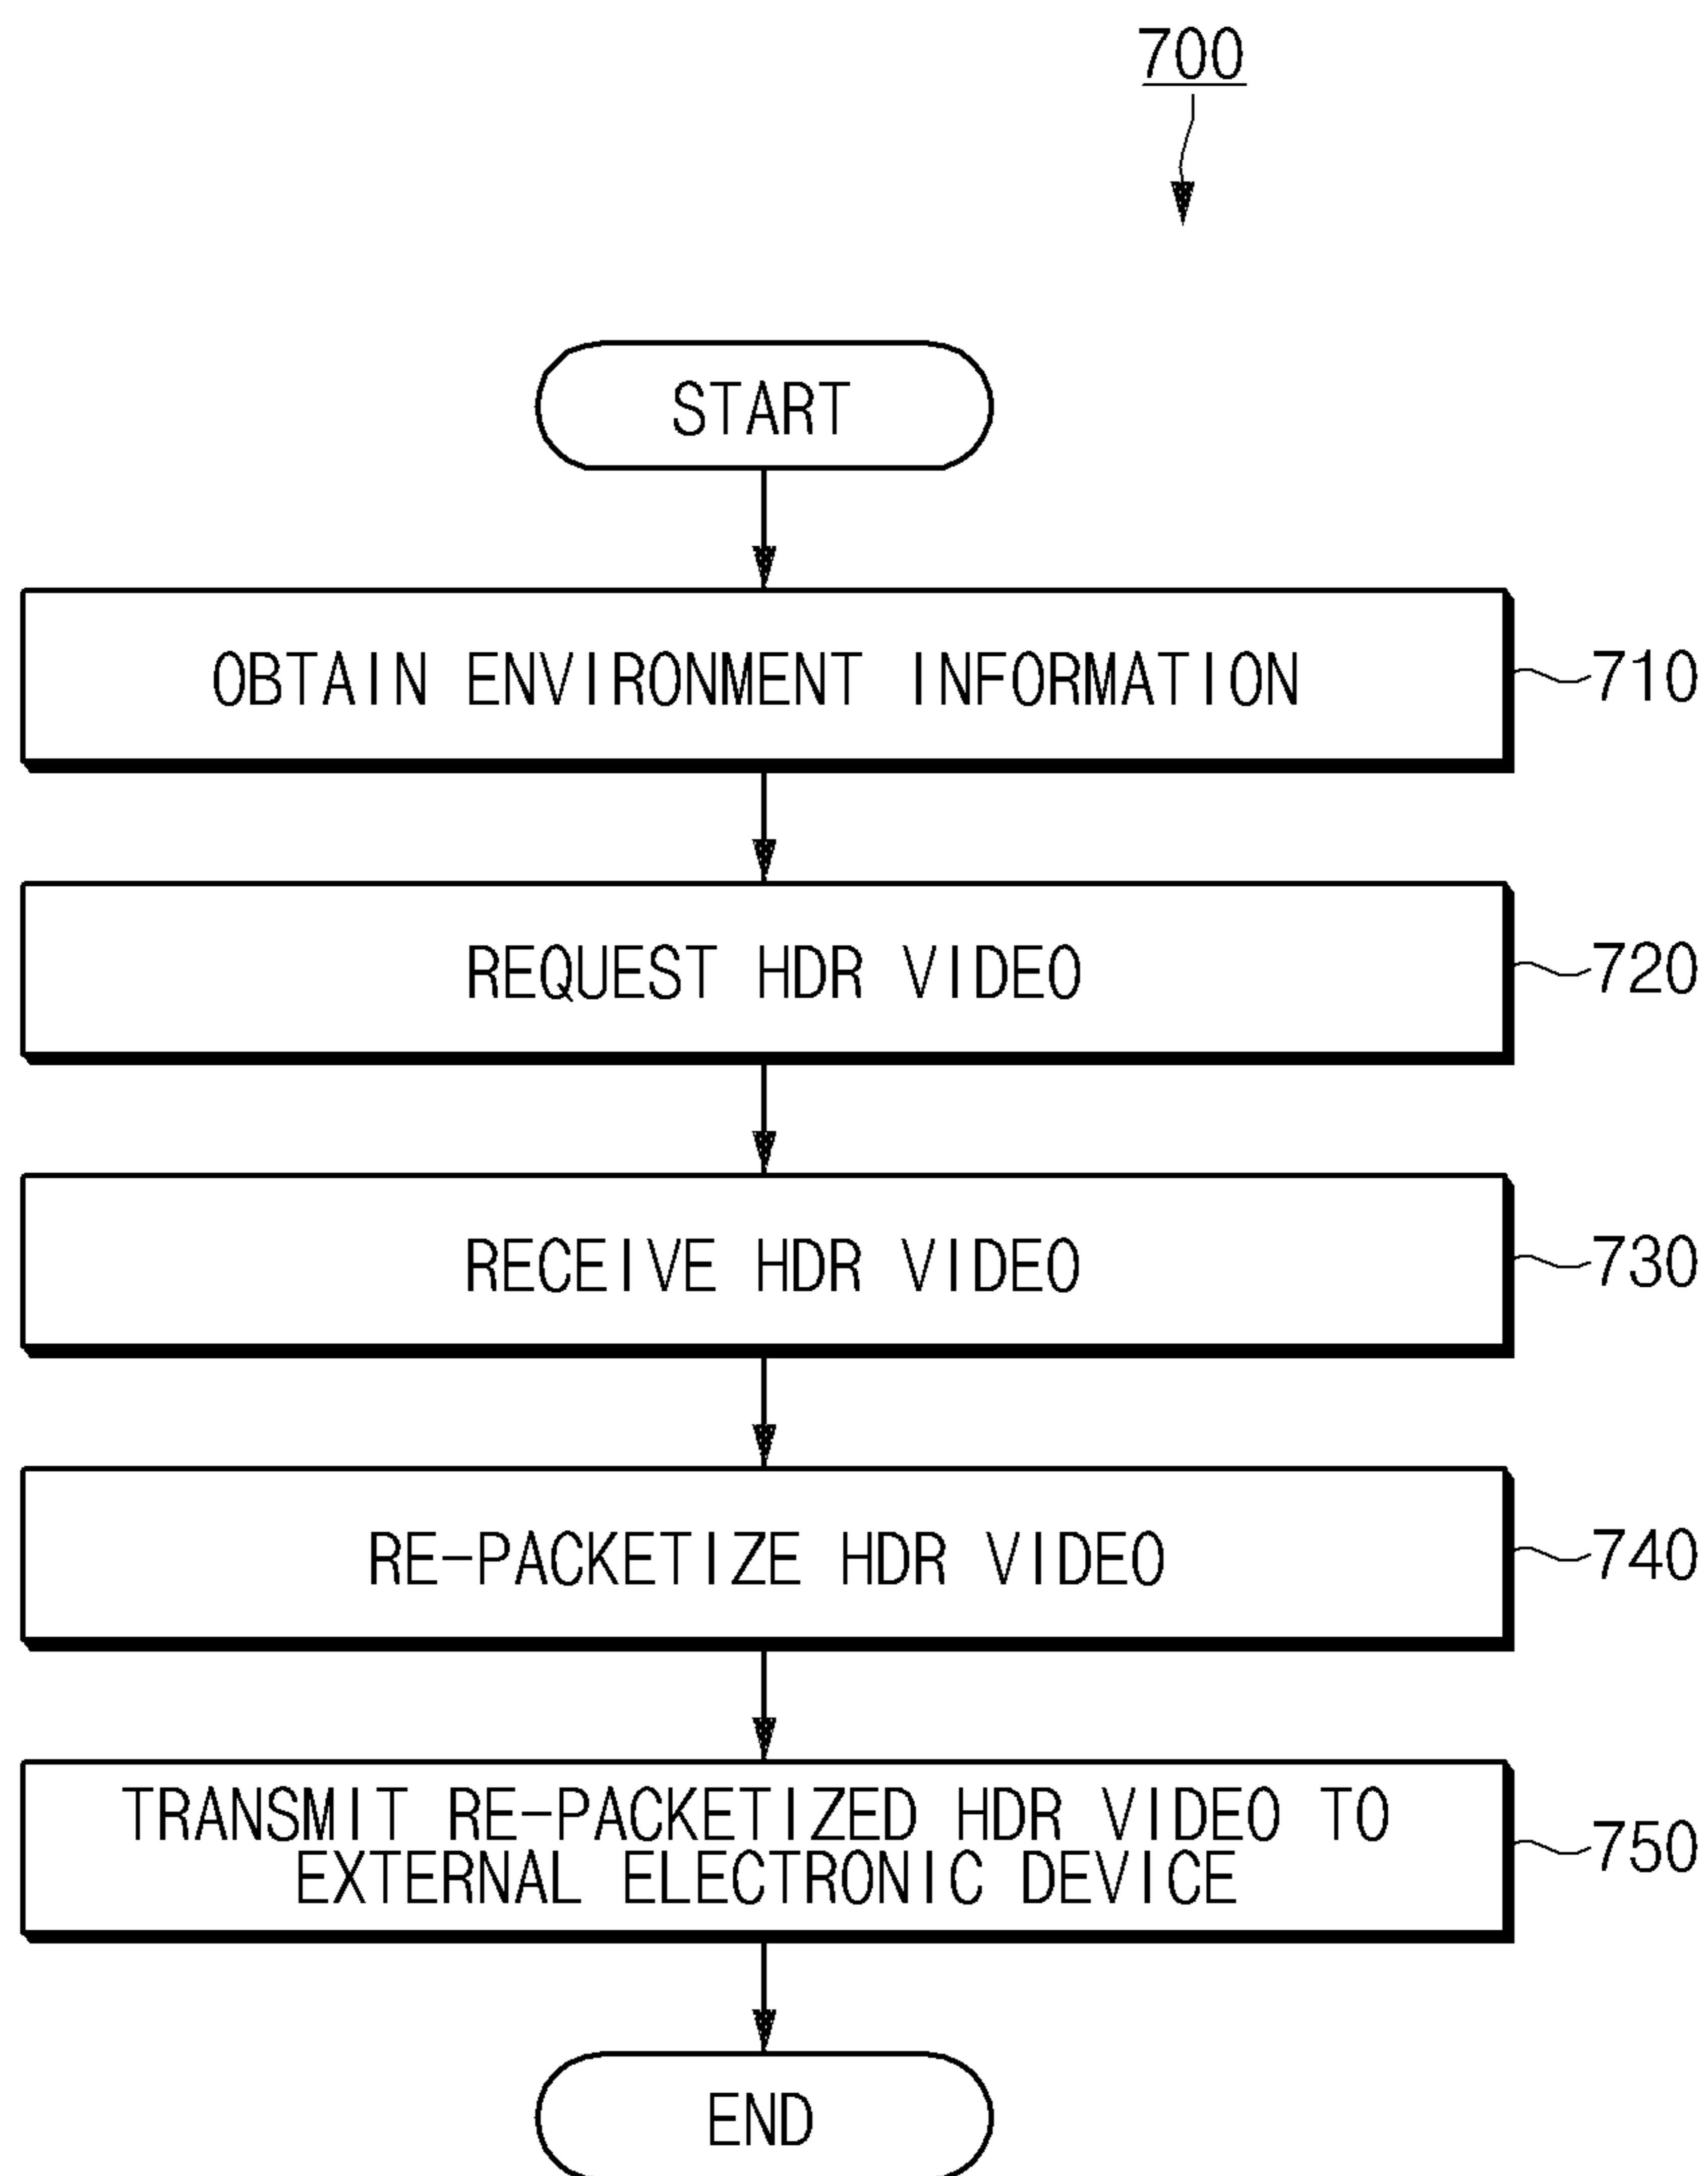 700
START
OBTAIN ENVIRONMENT INFORMATION
710
REQUEST HDR VIDEO
720
RECEIVE HDR VIDEO
730
RE-PACKETIZE HDR VIDEO
740
TRANSMIT RE-PACKETIZED HDR VIDEO TO
EXTERNAL ELECTRONIC DEVICE
750
END